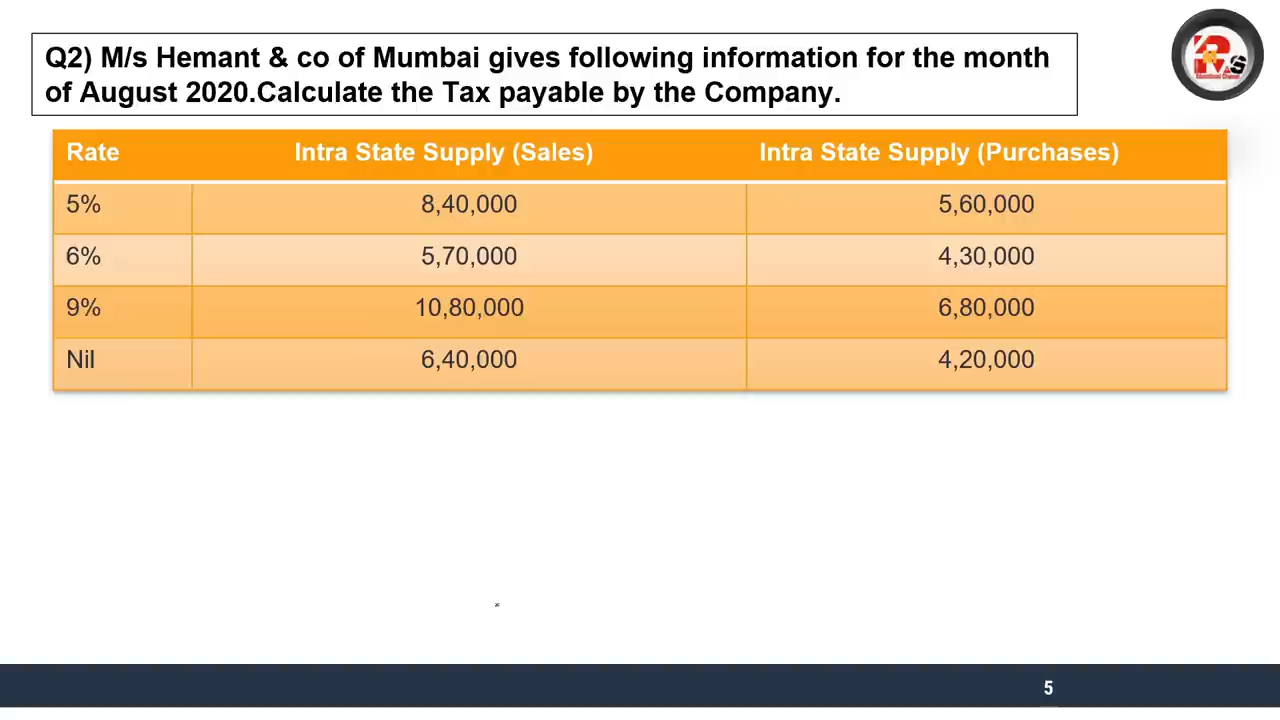 Q2) M/s Hemant & co of Mumbai gives following information for the month
of August 2020.Calculate the Tax payable by the Company.
Rate Intra State Supply (Sales) Intra State Supply (Purchases)
5% 8,40,000 5,60,000
6% 5,70,000 4,30,000
9% 10,80,000 6,80,000
Nil 6,40,000 4,20,000
5